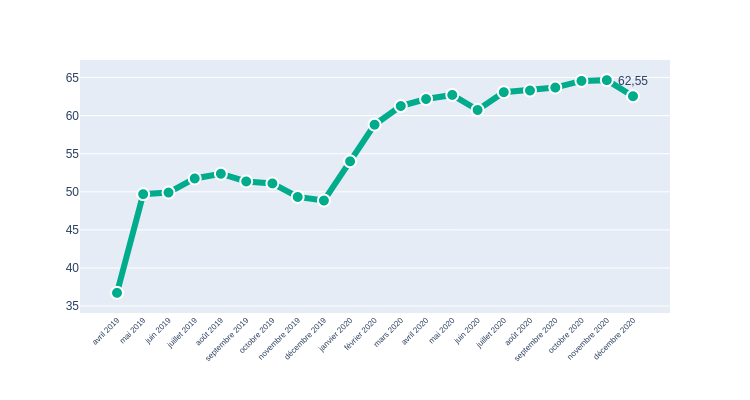 65
60
55
50
45
40
35
62,55
avril 2019
mai 2019
juin 2019
juillet 2019
août 2019
septembre 2019
octobre 2019
novembre 2019
décembre 2019
janvier 2020
février 2020
mars 2020
avril 2020
mai 2020
juin 2020
juillet 2020
août 2020
septembre 2020
octobre 2020
novembre 2020
décembre 2020